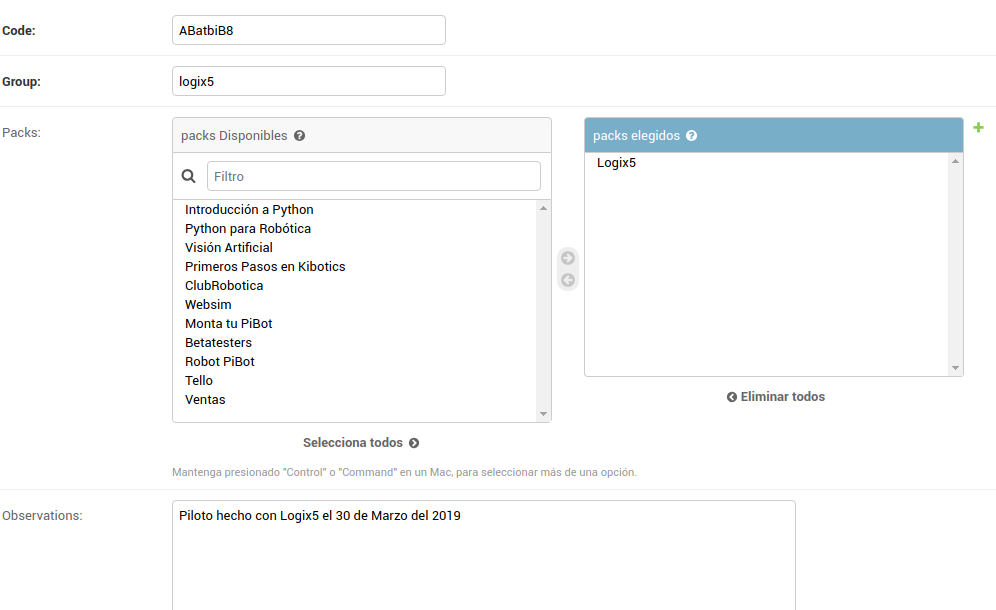 Code:
ABatbiB8
Group:
logix5
Packs:
packs Disponibles
Filtro
Introducción a Python
Python para Robótica
Visión Artificial
Primeros Pasos en Kibotics
ClubRobotica
Websim
Monta tu PiBot
Betatesters
Robot PiBot
Tello
Ventas
Selecciona todos
packs elegidos
Logix5
Eliminar todos
Mantenga presionado "Control" o "Command" en un Mac, para seleccionar más de una opción.
Observations:
Piloto hecho con Logix5 el 30 de Marzo del 2019